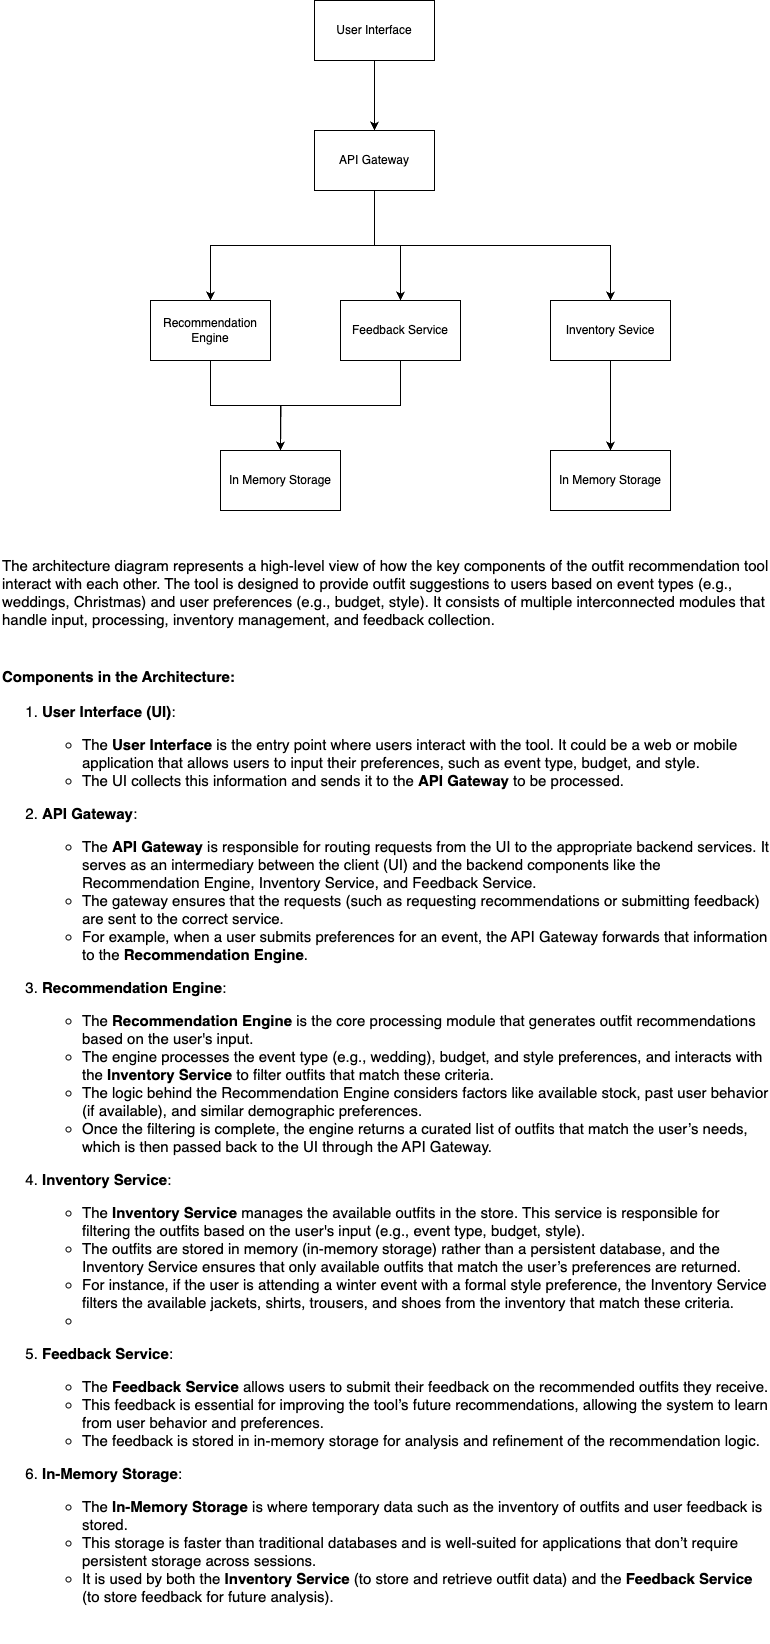 User Interface
API Gateway
Recommendation
Engine
Feedback Service
Inventory Sevice
In Memory Storage
In Memory Storage
The architecture diagram represents a high-level view of how the key components of the outfit recommendation tool
interact with each other. The tool is designed to provide outfit suggestions to users based on event types (e.g.,
weddings, Christmas) and user preferences (e.g., budget, style). It consists of multiple interconnected modules that
handle input, processing, inventory management, and feedback collection.
Components in the Architecture:
1. User Interface (UI):
○ The User Interface is the entry point where users interact with the tool. It could be a web or mobile
application that allows users to input their preferences, such as event type, budget, and style.
○ The UI collects this information and sends it to the API Gateway to be processed.
2. API Gateway:
○ The API Gateway is responsible for routing requests from the UI to the appropriate backend services. It
serves as an intermediary between the client (UI) and the backend components like the
Recommendation Engine, Inventory Service, and Feedback Service.
○ The gateway ensures that the requests (such as requesting recommendations or submitting feedback)
are sent to the correct service.
○ For example, when a user submits preferences for an event, the API Gateway forwards that information
to the Recommendation Engine.
3. Recommendation Engine:
○ The Recommendation Engine is the core processing module that generates outfit recommendations
based on the user's input.
○ The engine processes the event type (e.g., wedding), budget, and style preferences, and interacts with
the Inventory Service to filter outfits that match these criteria.
○ The logic behind the Recommendation Engine considers factors like available stock, past user behavior
(if available), and similar demographic preferences.
○ Once the filtering is complete, the engine returns a curated list of outfits that match the user’s needs,
which is then passed back to the UI through the API Gateway.
4. Inventory Service:
○ The Inventory Service manages the available outfits in the store. This service is responsible for
filtering the outfits based on the user's input (e.g., event type, budget, style).
○ The outfits are stored in memory (in-memory storage) rather than a persistent database, and the
Inventory Service ensures that only available outfits that match the user’s preferences are returned.
○ For instance, if the user is attending a winter event with a formal style preference, the Inventory Service
filters the available jackets, shirts, trousers, and shoes from the inventory that match these criteria.
○
5. Feedback Service:
○ The Feedback Service allows users to submit their feedback on the recommended outfits they receive.
○ This feedback is essential for improving the tool’s future recommendations, allowing the system to learn
from user behavior and preferences.
○ The feedback is stored in in-memory storage for analysis and refinement of the recommendation logic.
6. In-Memory Storage:
○ The In-Memory Storage is where temporary data such as the inventory of outfits and user feedback is
stored.
○ This storage is faster than traditional databases and is well-suited for applications that don’t require
persistent storage across sessions.
○ It is used by both the Inventory Service (to store and retrieve outfit data) and the Feedback Service
(to store feedback for future analysis).